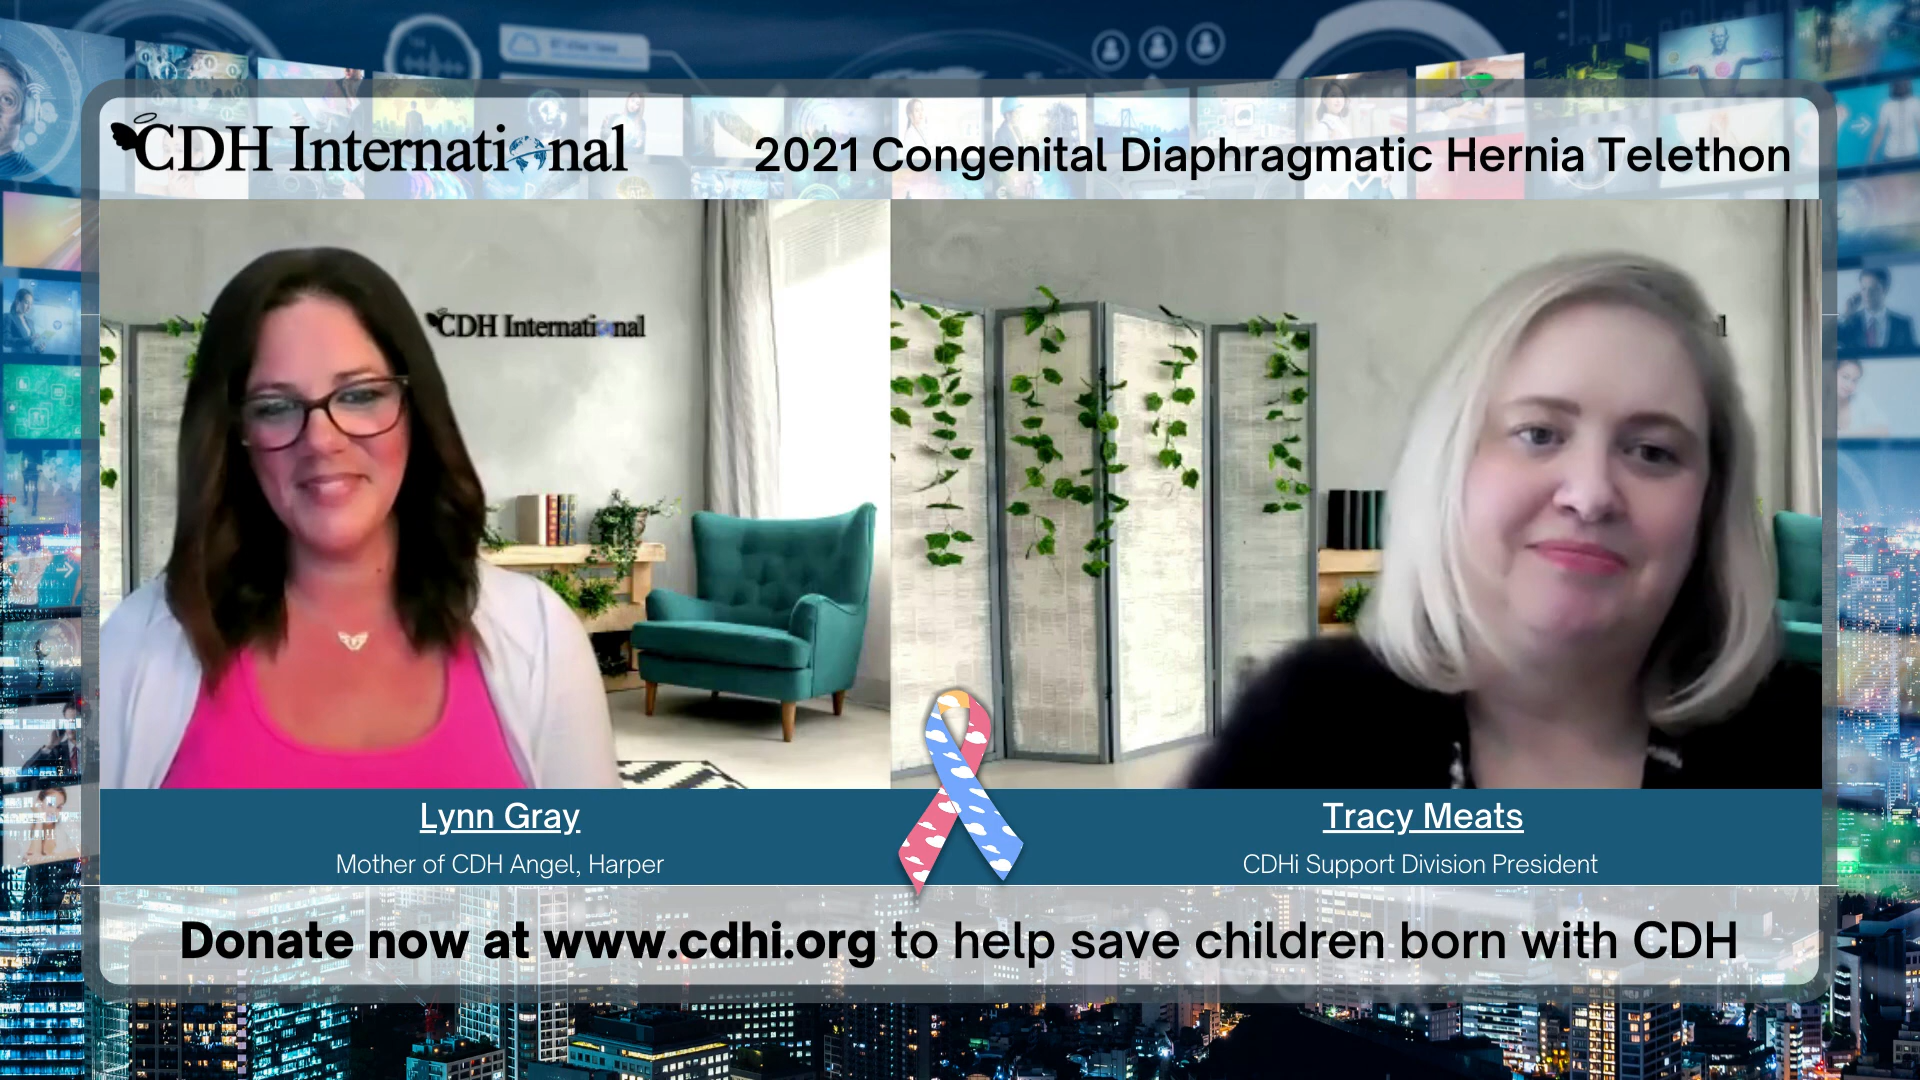 CDH International
2021 Congenital Diaphragmatic Hernia Telethon
CDH International
Lynn Gray
Mother of CDH Angel, Harper
Tracy Meats
CDHi Support Division President
Donate now at www.cdhi.org to help save children born with CDH